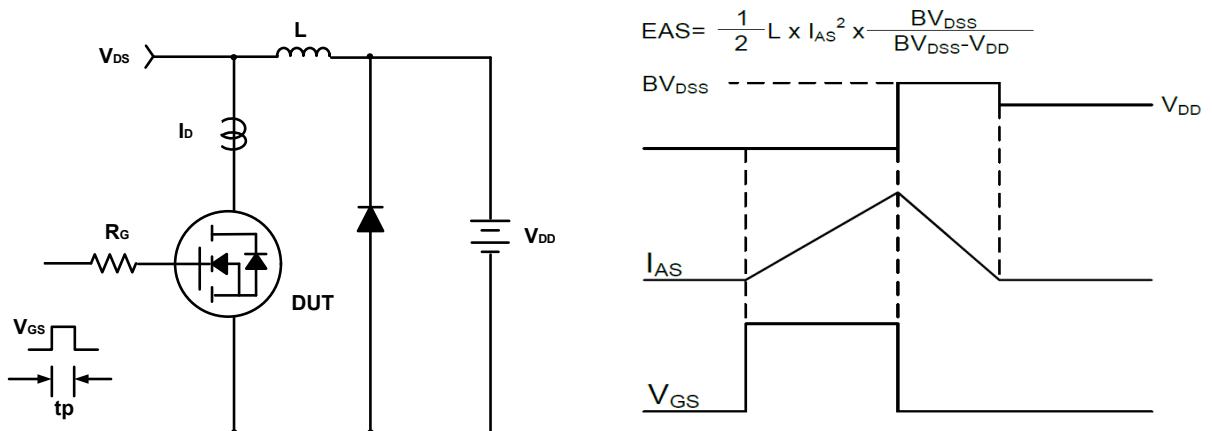 L
VDS
ID
RG
VDD
DUT
VGS
tp
EAS= 1/2 L x IAS² x BVDSS/BVDSS-VDD
BVDSS
VDD
IAS
VGS